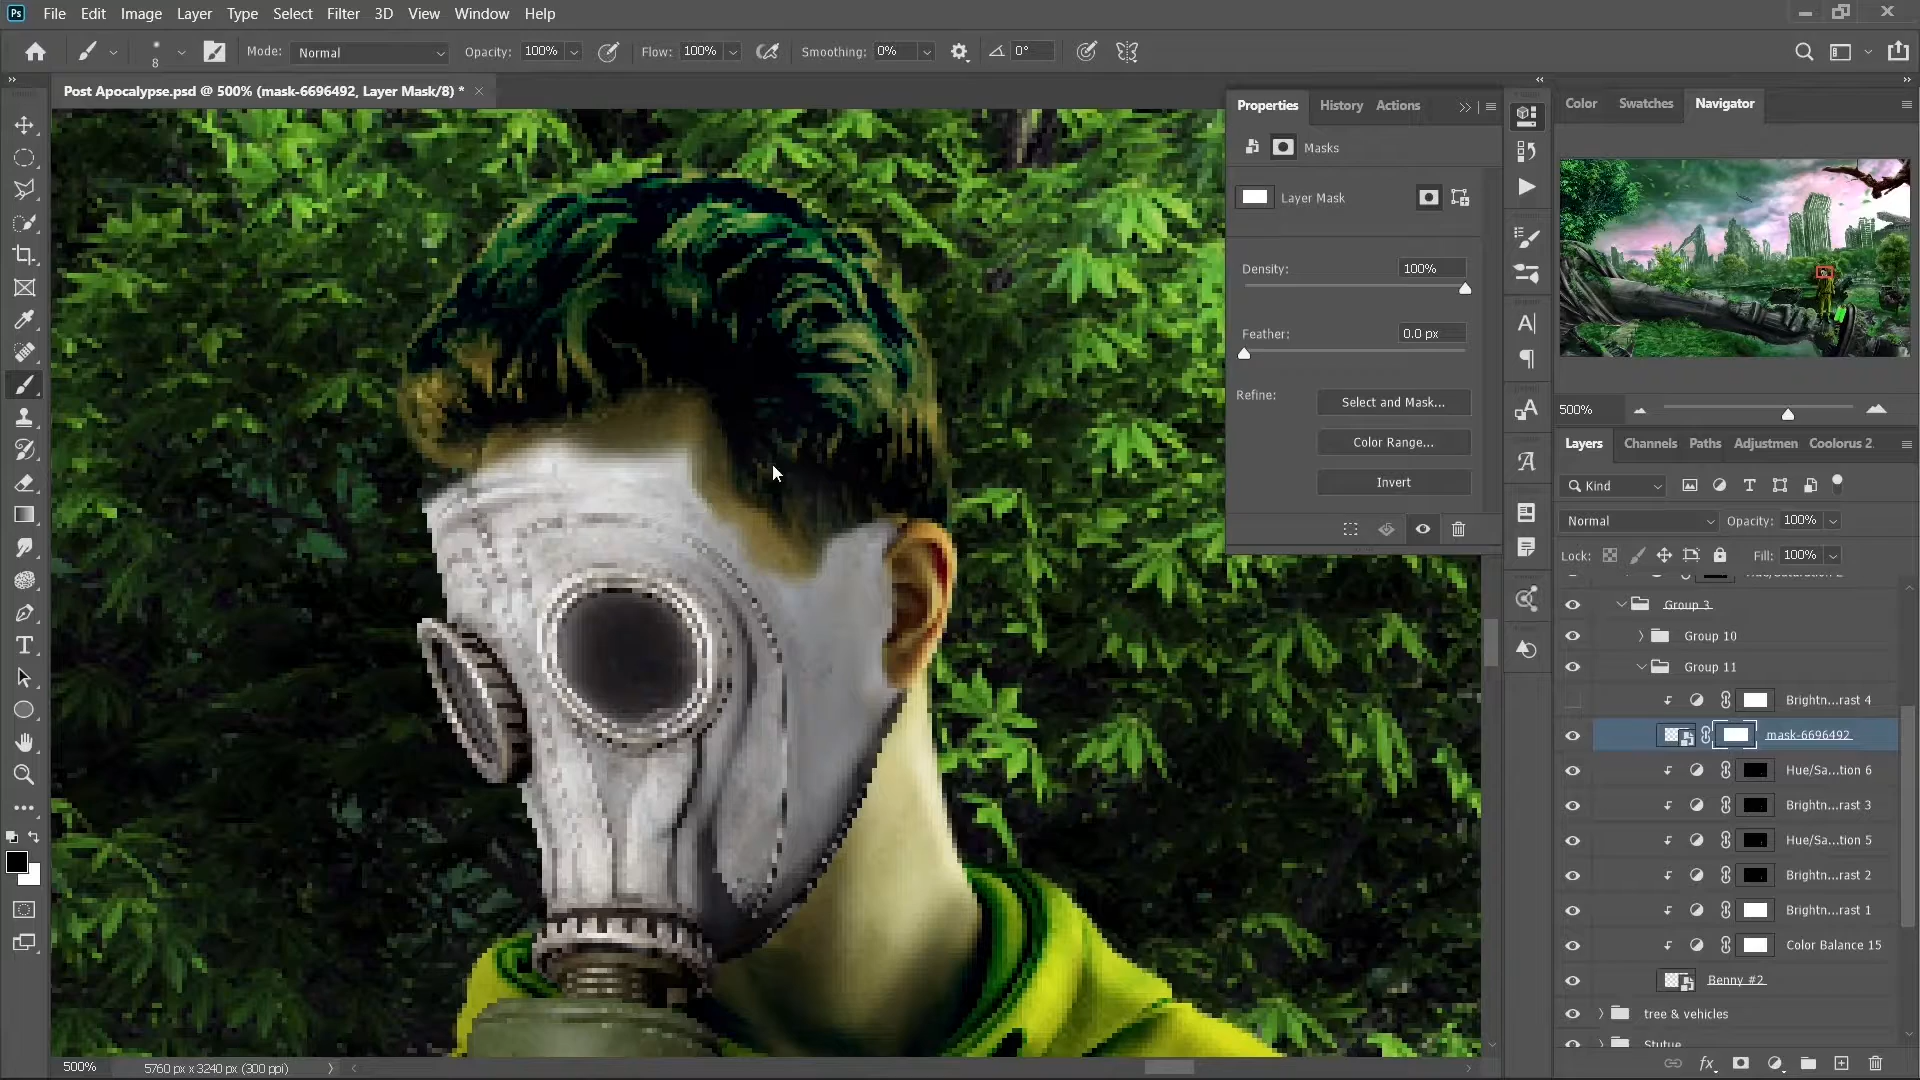 Ps File Edit Image Layer Type Select Filter 3D View Window Help
8 Mode: Normal Opacity: 100% Flow: 100% Smoothing: 0% 0°
Post Apocalypse.psd @ 500% (mask-6696492, Layer Mask/8) *
Properties History Actions
Masks
Layer Mask
Density: 100%
Feather: 0.0 px
Refine: Select and Mask...
Color Range...
Invert
Color Swatches Navigator
500%
Layers Channels Paths Adjustmen Coolorus 2
Kind
Normal Opacity: 100%
Lock: Fill: 100%
Group 3
Group 10
Group 11
Brightn...rast 4
mask-6696492
Hue/Sa...tion 6
Brightn...rast 3
Hue/Sa...tion 5
Brightn...rast 2
Brightn...rast 1
Color Balance 15
Benny #2
tree & vehicles
Statue
fx
500% 5760 px x 3240 px (300 ppi)